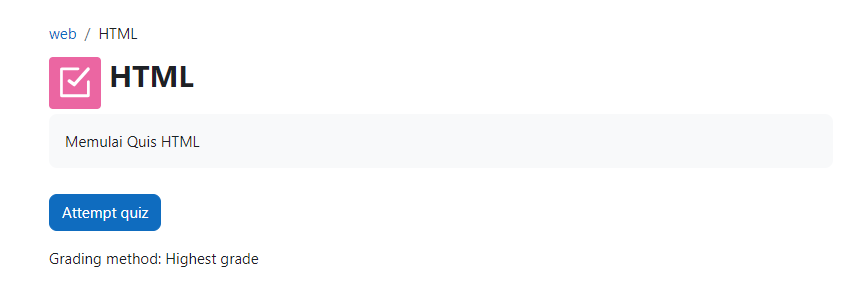 web / HTML
HTML
Memulai Quis HTML
Attempt quiz
Grading method: Highest grade